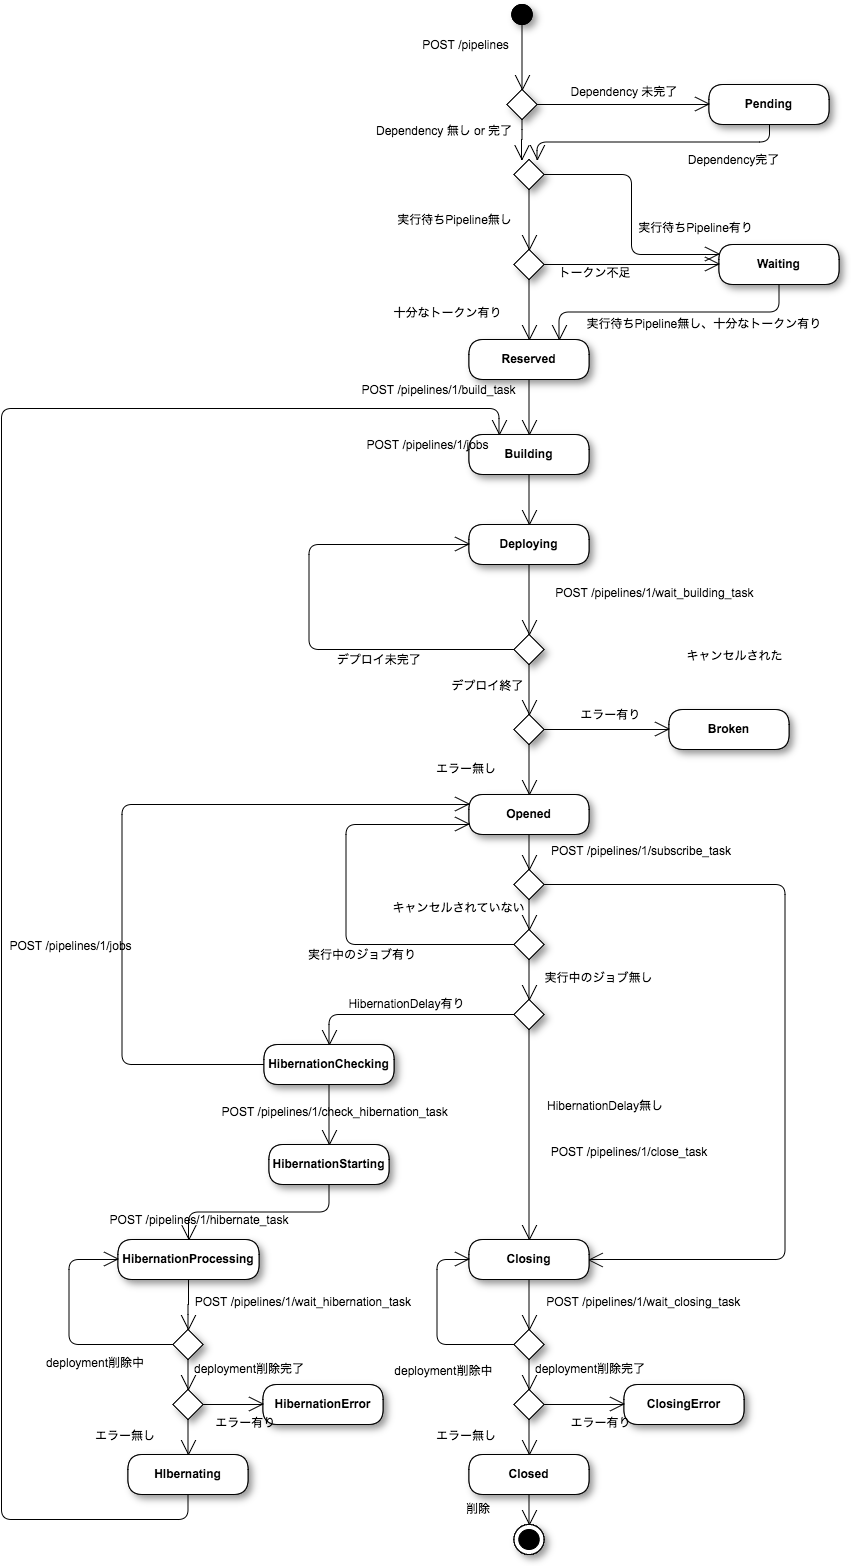 POST /pipelines
Dependency 未完了
Pending
Dependency 無し or 完了
Dependency完了
実行待ちPipeline無し
実行待ちPipeline有り
Waiting
トークン不足
十分なトークン有り
実行待ちPipeline無し、十分なトークン有り
Reserved
POST /pipelines/1/build_task
POST /pipelines/1/jobs
Building
Deploying
POST /pipelines/1/wait_building_task
デプロイ未完了
キャンセルされた
デプロイ終了
エラー有り
Broken
エラー無し
Opened
POST /pipelines/1/subscribe_task
キャンセルされていない
POST /pipelines/1/jobs
実行中のジョブ有り
実行中のジョブ無し
HibernationDelay有り
HibernationChecking
HibernationDelay無し
POST /pipelines/1/check_hibernation_task
POST /pipelines/1/close_task
HibernationStarting
POST /pipelines/1/hibernate_task
HibernationProcessing
Closing
POST /pipelines/1/wait_hibernation_task
POST /pipelines/1/wait_closing_task
deployment削除中
deployment削除完了
deployment削除中
deployment削除完了
HibernationError
ClosingError
エラー有り
エラー有り
エラー無し
エラー無し
HIbernating
Closed
削除